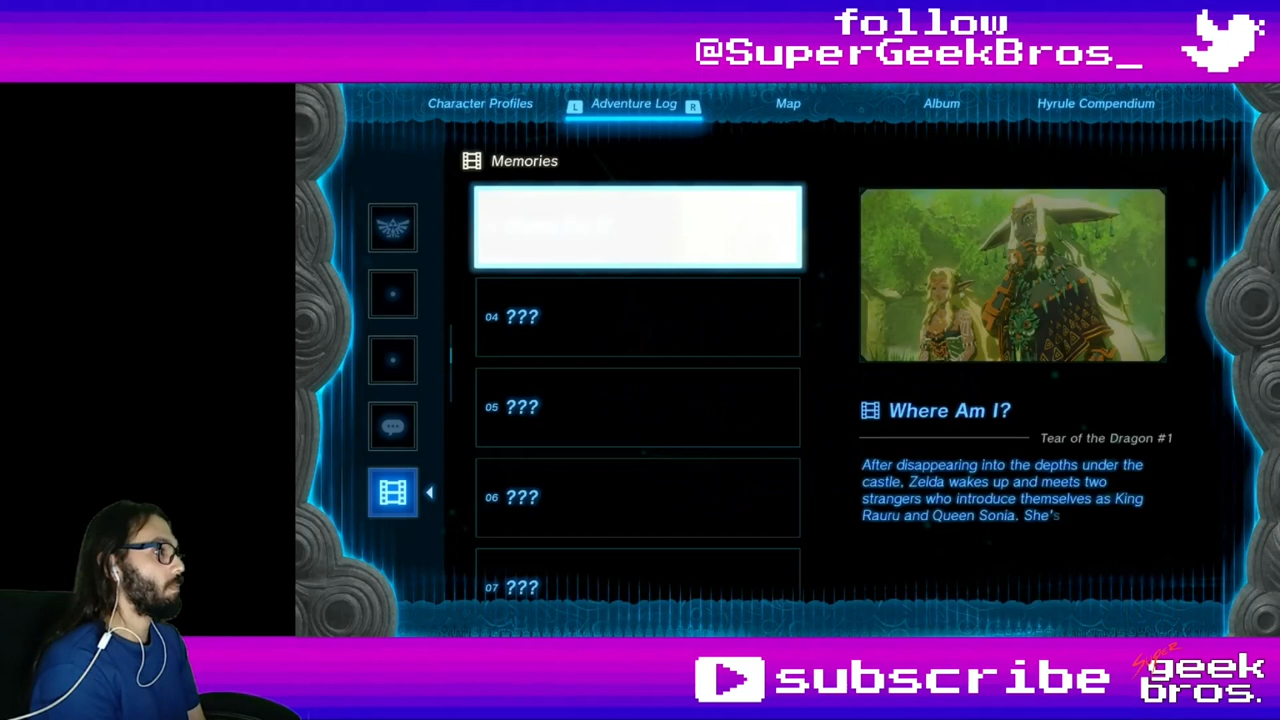 follow
@SuperGeekBros_
Character Profiles
L Adventure Log R
Map
Album
Hyrule Compendium
Memories
04 ???
05 ???
06 ???
07 ???
Where Am I?
Tear of the Dragon #1
After disappearing into the depths under the
castle, Zelda wakes up and meets two
strangers who introduce themselves as King
Rauru and Queen Sonia. She's
subscribe
Super
geek
bros.